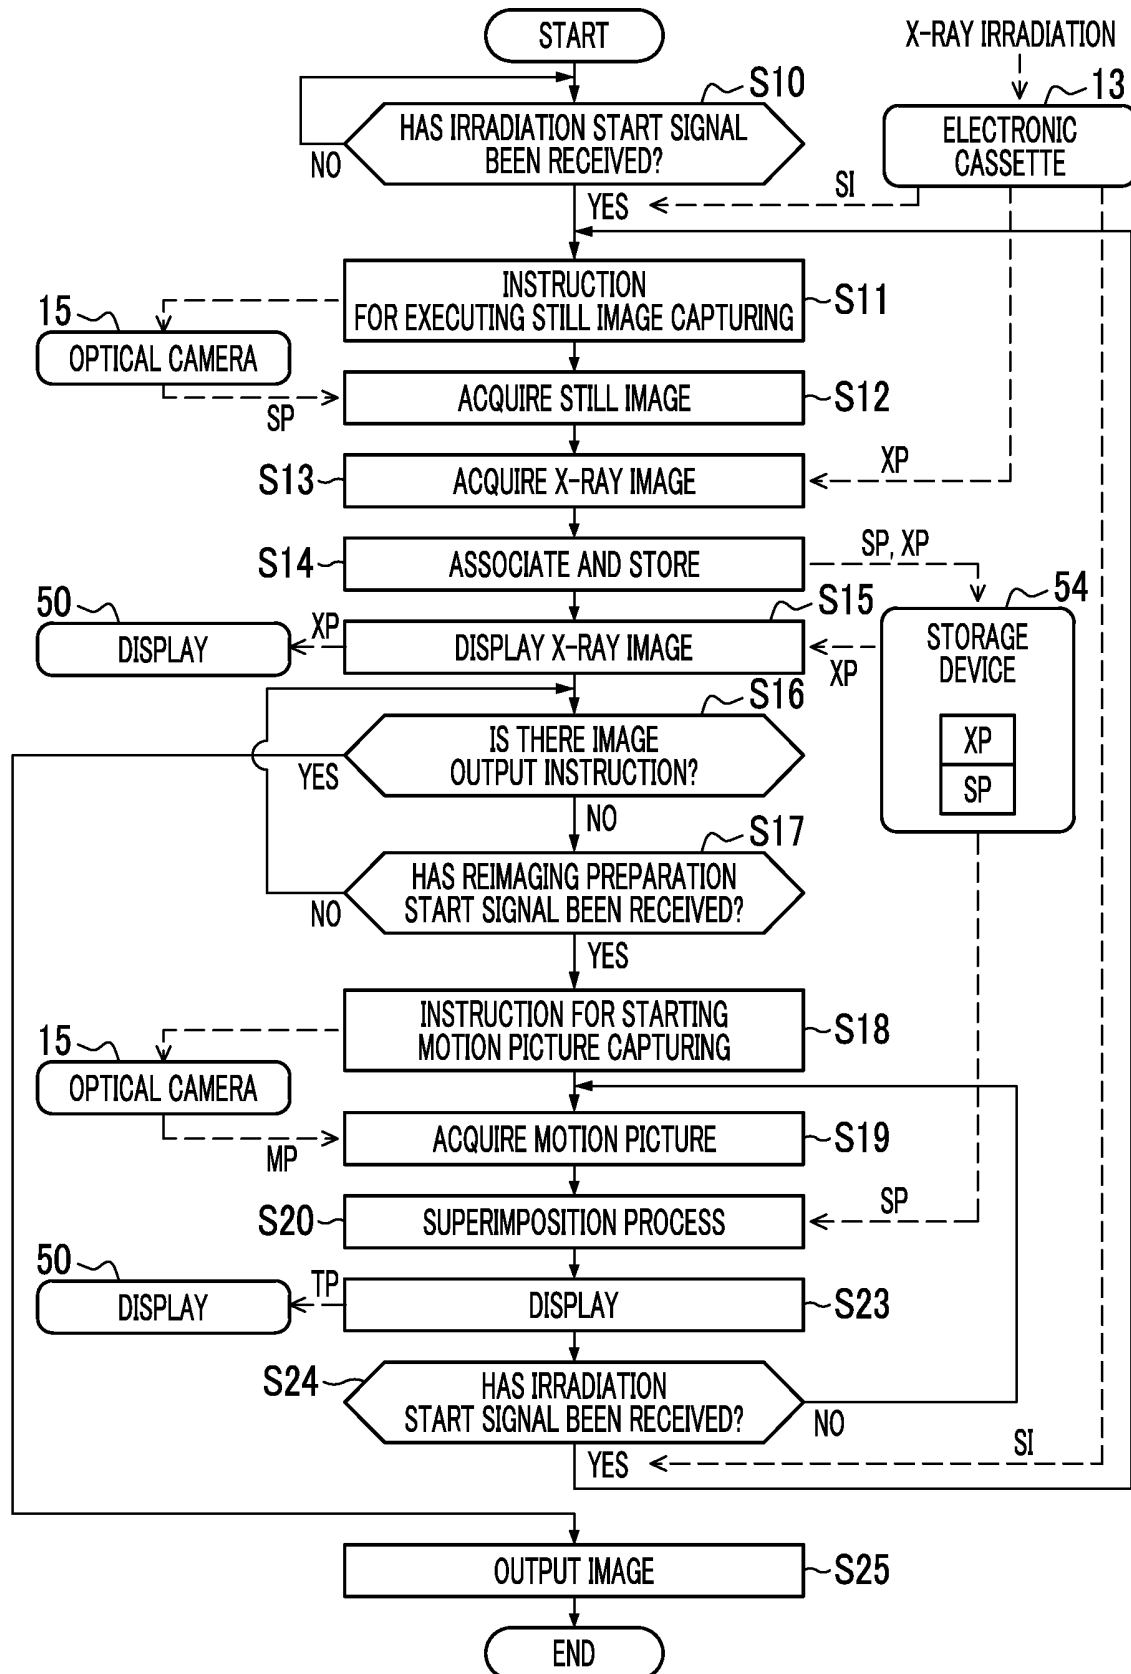 START
X-RAY IRRADIATION
S10
13
HAS IRRADIATION START SIGNAL
BEEN RECEIVED?
ELECTRONIC
CASSETTE
NO
YES
SI
INSTRUCTION
FOR EXECUTING STILL IMAGE CAPTURING
S11
15
OPTICAL CAMERA
SP
ACQUIRE STILL IMAGE
S12
S13
ACQUIRE X-RAY IMAGE
XP
S14
ASSOCIATE AND STORE
SP, XP
S15
54
50
DISPLAY
XP
DISPLAY X-RAY IMAGE
XP
STORAGE
DEVICE
XP
SP
S16
IS THERE IMAGE
OUTPUT INSTRUCTION?
YES
NO
S17
HAS REIMAGING PREPARATION
START SIGNAL BEEN RECEIVED?
NO
YES
INSTRUCTION FOR STARTING
MOTION PICTURE CAPTURING
S18
15
OPTICAL CAMERA
MP
ACQUIRE MOTION PICTURE
S19
S20
SUPERIMPOSITION PROCESS
SP
50
DISPLAY
TP
DISPLAY
S23
S24
HAS IRRADIATION
START SIGNAL BEEN RECEIVED?
NO
YES
SI
OUTPUT IMAGE
S25
END